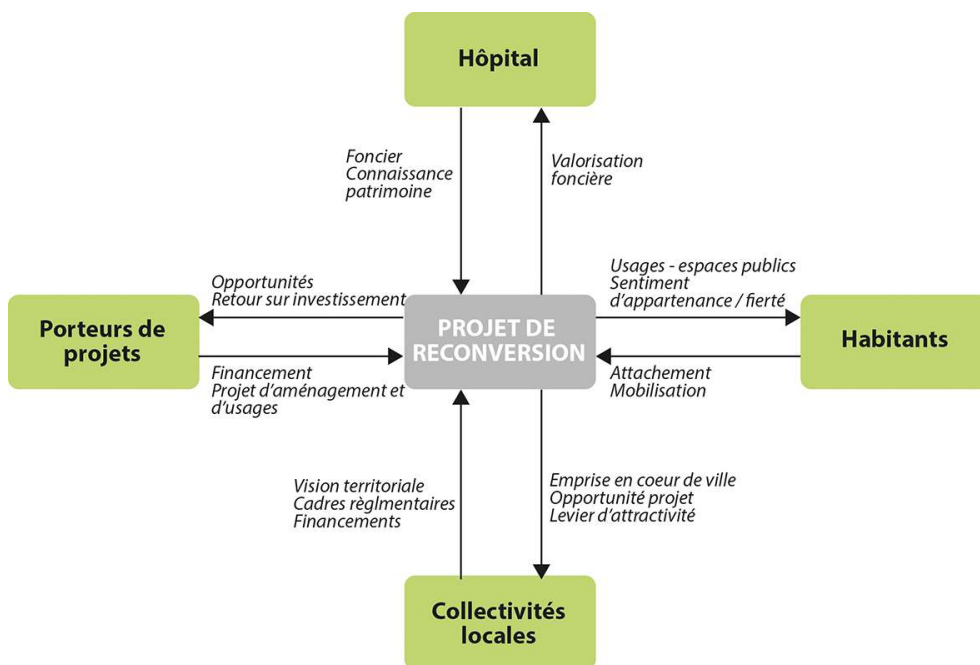 Hôpital
Foncier
Connaissance
patrimoine
Valorisation
foncière
Opportunités
Retour sur investissement
Usages - espaces publics
Sentiment
d'appartenance / fierté
Porteurs de
projets
PROJET DE
RECONVERSION
Habitants
Financement
Projet d'aménagement et
d'usages
Attachement
Mobilisation
Vision territoriale
Cadres règlmentaires
Financements
Emprise en coeur de ville
Opportunité projet
Levier d'attractivité
Collectivités
locales